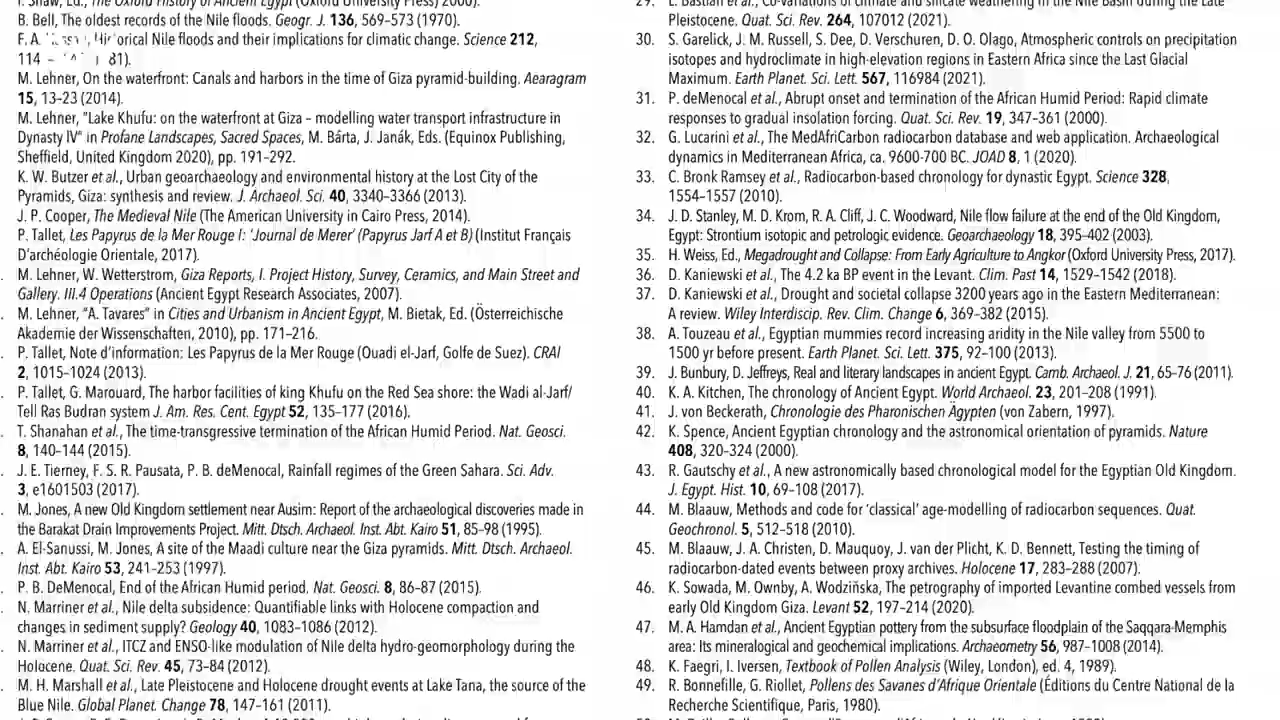 B. Bell, The oldest records of the Nile floods. Geogr. J. 136, 569–573 (1970).
F. A. Historical Nile floods and their implications for climatic change. Science 212,
M. Lehner, On the waterfront: Canals and harbors in the time of Giza pyramid-building. Aearagram
15, 13–23 (2014).
M. Lehner, "Lake Khufu: on the waterfront at Giza – modelling water transport infrastructure in
Dynasty IV" in Profane Landscapes, Sacred Spaces, M. Bárta, J. Janák, Eds. (Equinox Publishing,
Sheffield, United Kingdom 2020), pp. 191–292.
K. W. Butzer et al., Urban geoarchaeology and environmental history at the Lost City of the
Pyramids, Giza: synthesis and review. J. Archaeol. Sci. 40, 3340–3366 (2013).
J. P. Cooper, The Medieval Nile (The American University in Cairo Press, 2014).
P. Tallet, Les Papyrus de la Mer Rouge I: 'Journal de Merer' (Papyrus Jarf A et B) (Institut Français
D'archéologie Orientale, 2017).
. M. Lehner, W. Wetterstrom, Giza Reports, I. Project History, Survey, Ceramics, and Main Street and
Gallery. III.4 Operations (Ancient Egypt Research Associates, 2007).
. M. Lehner, "A. Tavares" in Cities and Urbanism in Ancient Egypt, M. Bietak, Ed. (Österreichische
Akademie der Wissenschaften, 2010), pp. 171–216.
. P. Tallet, Note d'information: Les Papyrus de la Mer Rouge (Ouadi el-Jarf, Golfe de Suez). CRAI
2, 1015–1024 (2013).
. P. Tallet, G. Marouard, The harbor facilities of king Khufu on the Red Sea shore: the Wadi al-Jarf/
Tell Ras Budran system J. Am. Res. Cent. Egypt 52, 135–177 (2016).
. T. Shanahan et al., The time-transgressive termination of the African Humid Period. Nat. Geosci.
8, 140–144 (2015).
. J. E. Tierney, F. S. R. Pausata, P. B. deMenocal, Rainfall regimes of the Green Sahara. Sci. Adv.
3, e1601503 (2017).
. M. Jones, A new Old Kingdom settlement near Ausim: Report of the archaeological discoveries made in
the Barakat Drain Improvements Project. Mitt. Dtsch. Archaeol. Inst. Abt. Kairo 51, 85–98 (1995).
. A. El-Sanussi, M. Jones, A site of the Maadi culture near the Giza pyramids. Mitt. Dtsch. Archaeol.
Inst. Abt. Kairo 53, 241–253 (1997).
. P. B. DeMenocal, End of the African Humid period. Nat. Geosci. 8, 86–87 (2015).
. N. Marriner et al., Nile delta subsidence: Quantifiable links with Holocene compaction and
changes in sediment supply? Geology 40, 1083–1086 (2012).
. N. Marriner et al., ITCZ and ENSO-like modulation of Nile delta hydro-geomorphology during the
Holocene. Quat. Sci. Rev. 45, 73–84 (2012).
. M. H. Marshall et al., Late Pleistocene and Holocene drought events at Lake Tana, the source of the
Blue Nile. Global Planet. Change 78, 147–161 (2011).
29. L. Bastian et al., Co-variations of climate and silicate weathering in the Nile Basin during the Late
Pleistocene. Quat. Sci. Rev. 264, 107012 (2021).
30. S. Garelick, J. M. Russell, S. Dee, D. Verschuren, D. O. Olago, Atmospheric controls on precipitation
isotopes and hydroclimate in high-elevation regions in Eastern Africa since the Last Glacial
Maximum. Earth Planet. Sci. Lett. 567, 116984 (2021).
31. P. deMenocal et al., Abrupt onset and termination of the African Humid Period: Rapid climate
responses to gradual insolation forcing. Quat. Sci. Rev. 19, 347–361 (2000).
32. G. Lucarini et al., The MedAfriCarbon radiocarbon database and web application. Archaeological
dynamics in Mediterranean Africa, ca. 9600-700 BC. JOAD 8, 1 (2020).
33. C. Bronk Ramsey et al., Radiocarbon-based chronology for dynastic Egypt. Science 328,
1554–1557 (2010).
34. J. D. Stanley, M. D. Krom, R. A. Cliff, J. C. Woodward, Nile flow failure at the end of the Old Kingdom,
Egypt: Strontium isotopic and petrologic evidence. Geoarchaeology 18, 395–402 (2003).
35. H. Weiss, Ed., Megadrought and Collapse: From Early Agriculture to Angkor (Oxford University Press, 2017).
36. D. Kaniewski et al., The 4.2 ka BP event in the Levant. Clim. Past 14, 1529–1542 (2018).
37. D. Kaniewski et al., Drought and societal collapse 3200 years ago in the Eastern Mediterranean:
A review. Wiley Interdiscip. Rev. Clim. Change 6, 369–382 (2015).
38. A. Touzeau et al., Egyptian mummies record increasing aridity in the Nile valley from 5500 to
1500 yr before present. Earth Planet. Sci. Lett. 375, 92–100 (2013).
39. J. Bunbury, D. Jeffreys, Real and literary landscapes in ancient Egypt. Camb. Archaeol. J. 21, 65–76 (2011).
40. K. A. Kitchen, The chronology of Ancient Egypt. World Archaeol. 23, 201–208 (1991).
41. J. von Beckerath, Chronologie des Pharonischen Ägypten (von Zabern, 1997).
42. K. Spence, Ancient Egyptian chronology and the astronomical orientation of pyramids. Nature
408, 320–324 (2000).
43. R. Gautschy et al., A new astronomically based chronological model for the Egyptian Old Kingdom.
J. Egypt. Hist. 10, 69–108 (2017).
44. M. Blaauw, Methods and code for 'classical' age-modelling of radiocarbon sequences. Quat.
Geochronol. 5, 512–518 (2010).
45. M. Blaauw, J. A. Christen, D. Mauquoy, J. van der Plicht, K. D. Bennett, Testing the timing of
radiocarbon-dated events between proxy archives. Holocene 17, 283–288 (2007).
46. K. Sowada, M. Ownby, A. Wodzińska, The petrography of imported Levantine combed vessels from
early Old Kingdom Giza. Levant 52, 197–214 (2020).
47. M. A. Hamdan et al., Ancient Egyptian pottery from the subsurface floodplain of the Saqqara-Memphis
area: Its mineralogical and geochemical implications. Archaeometry 56, 987–1008 (2014).
48. K. Faegri, I. Iversen, Textbook of Pollen Analysis (Wiley, London), ed. 4, 1989).
49. R. Bonnefille, G. Riollet, Pollens des Savanes d'Afrique Orientale (Éditions du Centre National de la
Recherche Scientifique, Paris, 1980).